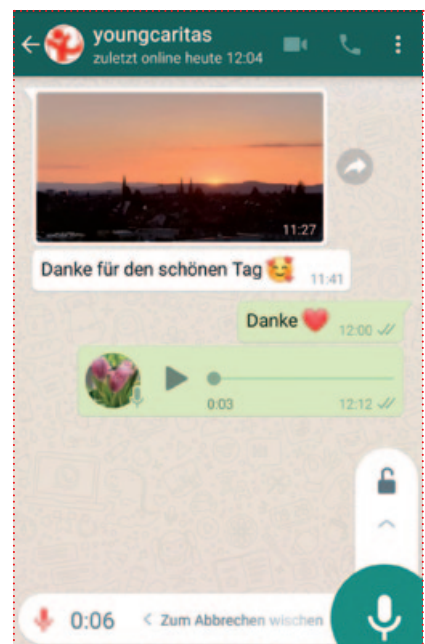 youngcaritas
zuletzt online heute 12:04
11:27
Danke für den schönen Tag 🥰 11:41
Danke ❤️ 12:00
0:03 12:12
0:06 < Zum Abbrechen wischen